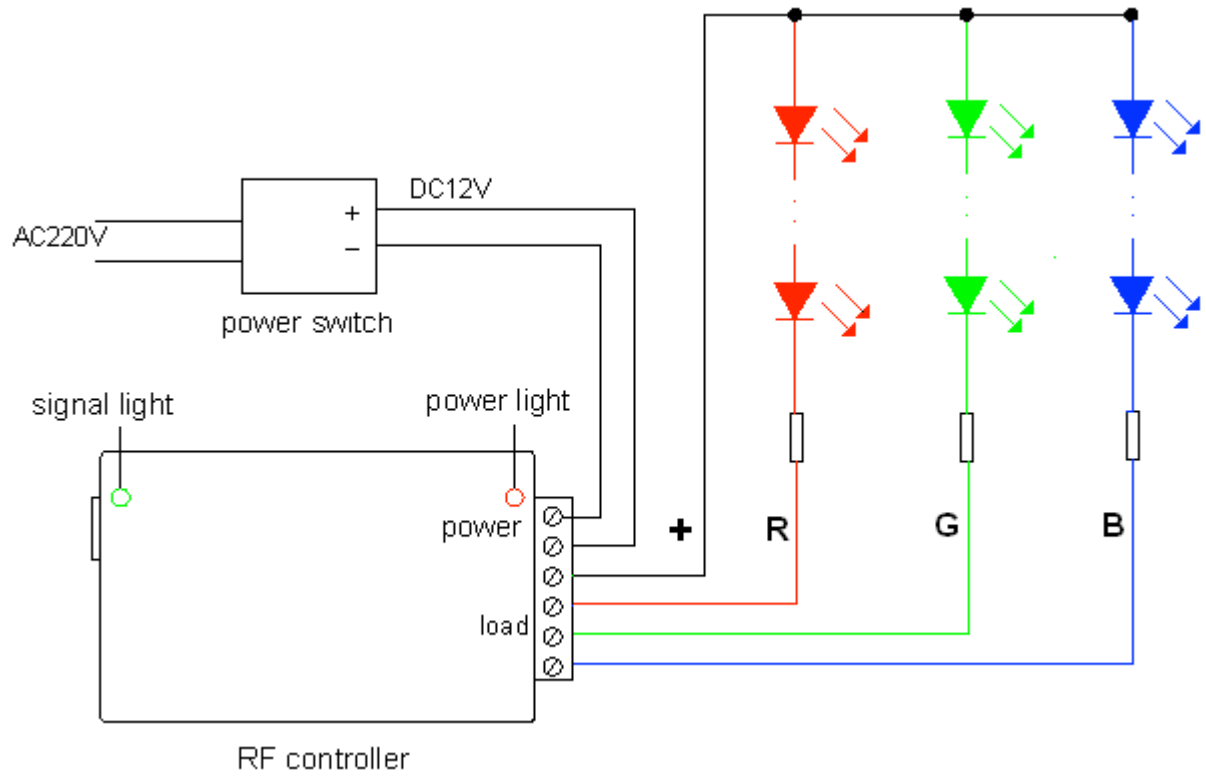 DC12V
AC220V
+
−
power switch
signal light
power light
power
+
R
G
B
load
RF controller